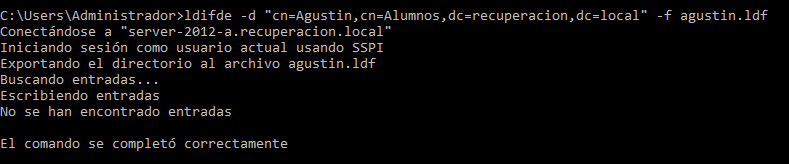 C:\Users\Administrador>ldifde -d "cn=Agustin,cn=Alumnos,dc=recuperacion,dc=local" -f agustin.ldf
Conectándose a "server-2012-a.recuperacion.local"
Iniciando sesión como usuario actual usando SSPI
Exportando el directorio al archivo agustin.ldf
Buscando entradas...
Escribiendo entradas
No se han encontrado entradas
El comando se completó correctamente